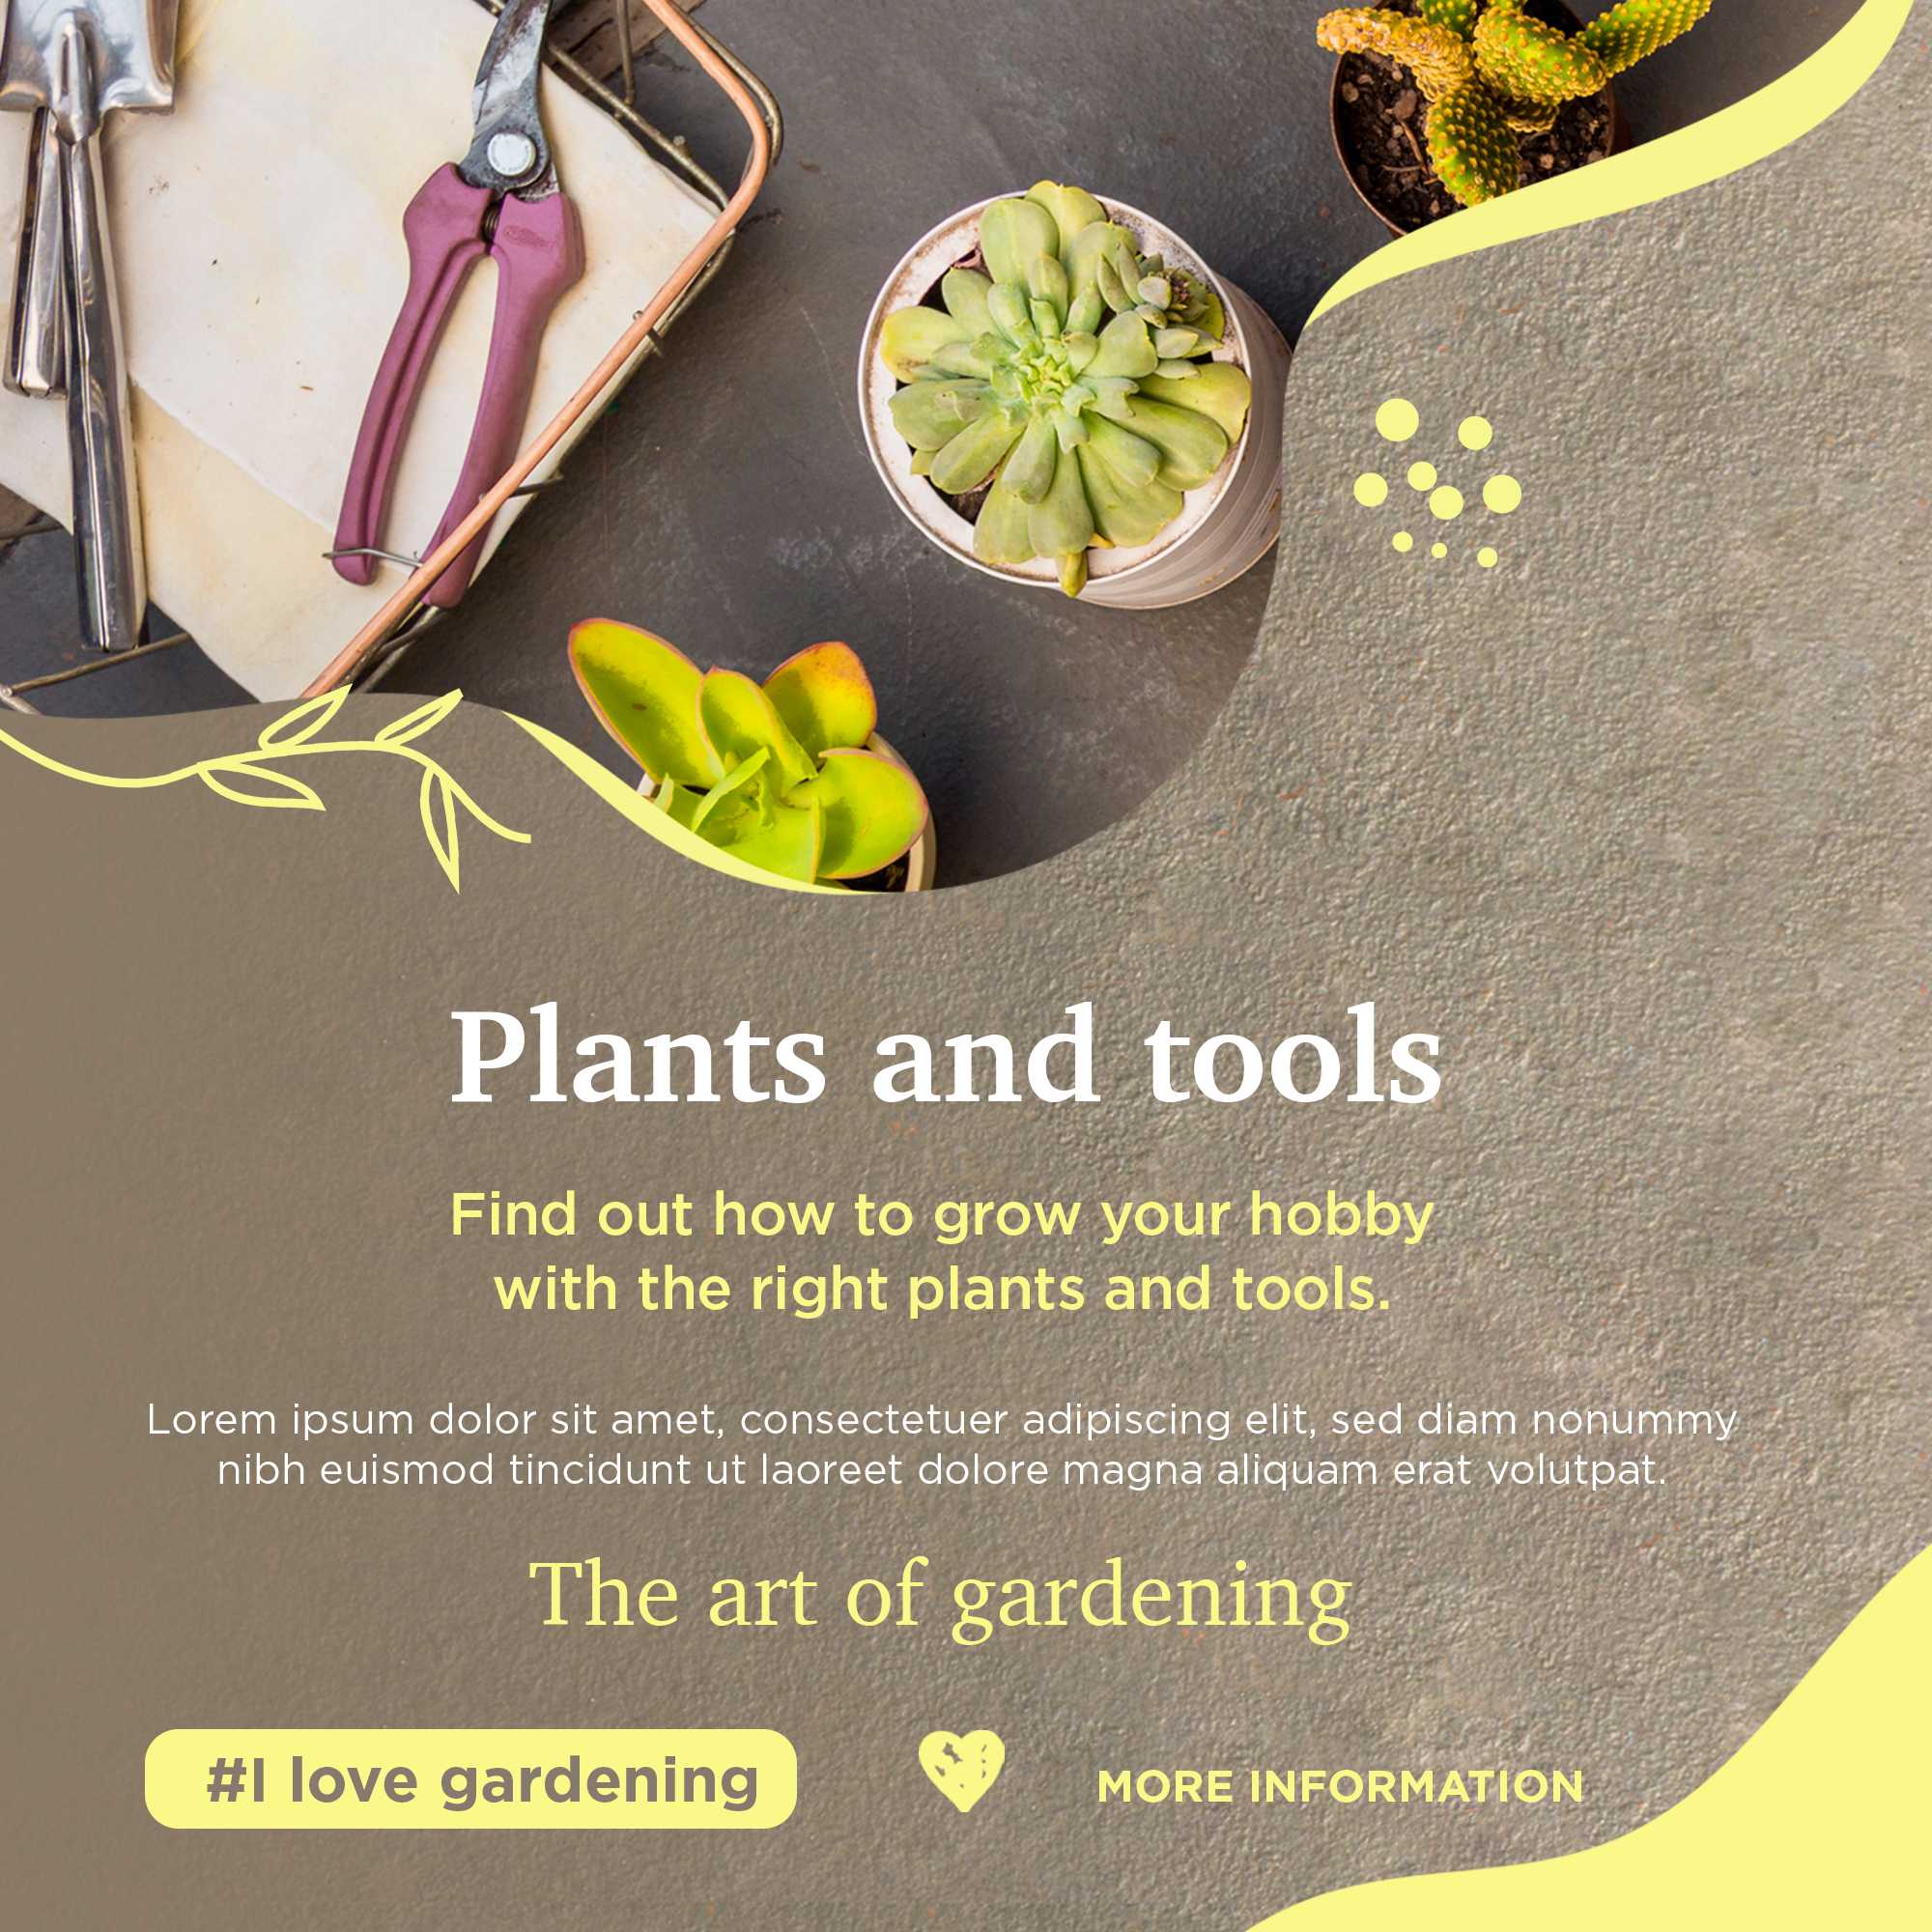 Plants and tools
Find out how to grow your hobby
with the right plants and tools.
Lorem ipsum dolor sit amet, consectetuer adipiscing elit, sed diam nonummy
nibh euismod tincidunt ut laoreet dolore magna aliquam erat volutpat.
The art of gardening
#I love gardening
MORE INFORMATION